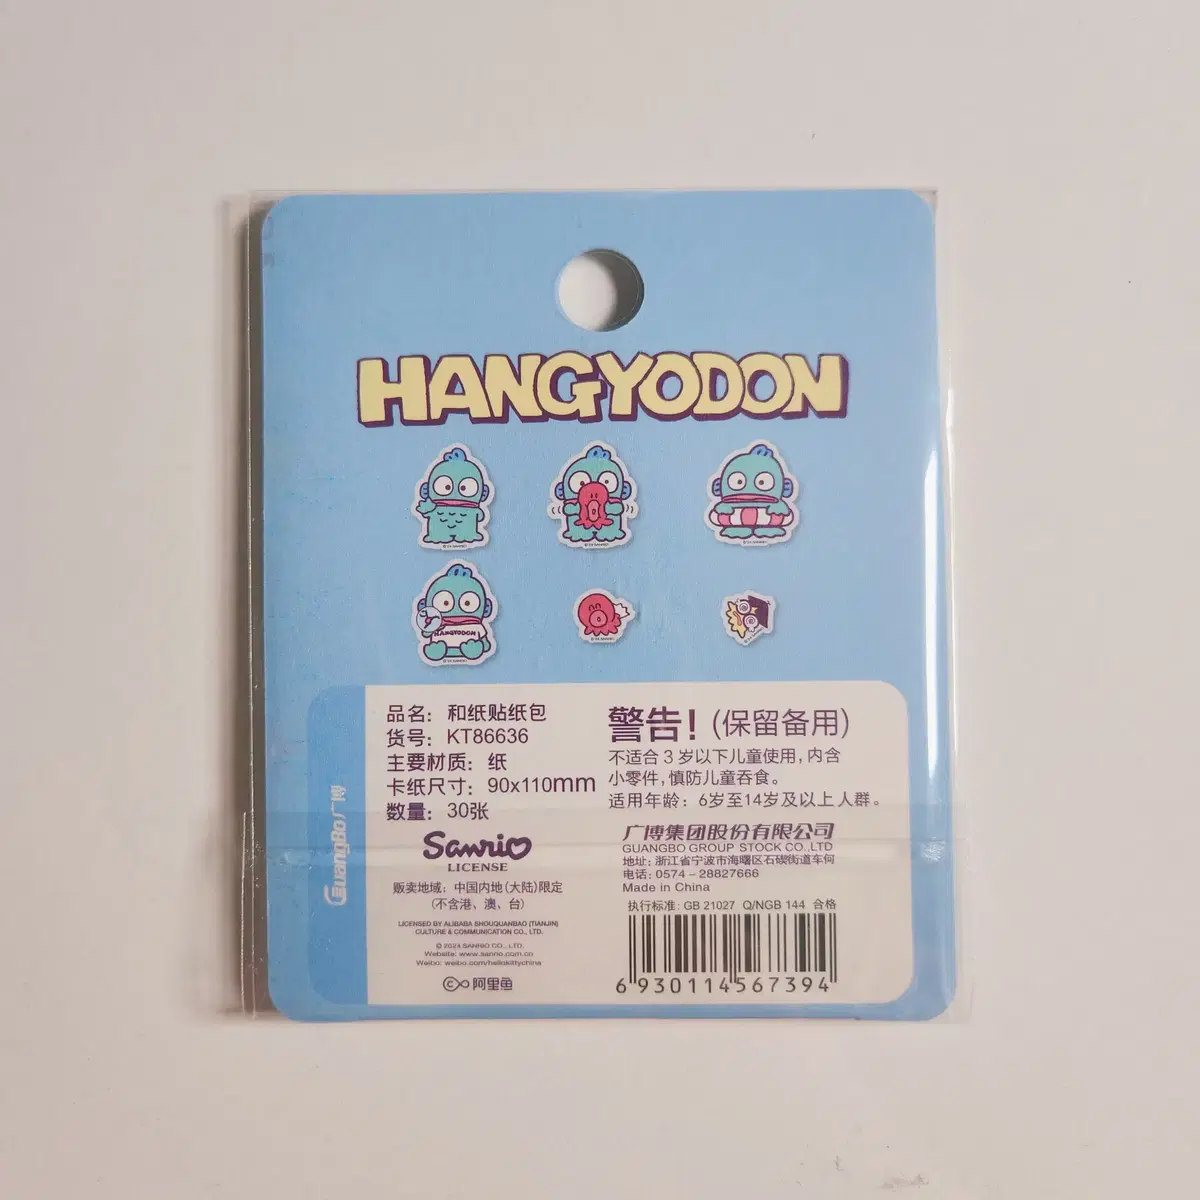 HANGYODON
HANGYODON
品名：和纸贴纸包
货号：KT86636
主要材质：纸
卡纸尺寸：90x110mm
数量：30张
Sanrio
LICENSE
贩卖地域：中国内地(大陆)限定
(不含港、澳、台)
LICENSED BY ALIBABA SHOUQUANBAO (TIANJIN)
CULTURE & COMMUNICATION CO., LTD.
© 2024 SANRIO CO., LTD.
Website: www.sanrio.com.cn
Weibo: weibo.com/hellokittychina
阿里鱼
警告！(保留备用)
不适合3岁以下儿童使用，内含
小零件，慎防儿童吞食。
适用年龄：6岁至14岁及以上人群。
广博集团股份有限公司
GUANGBO GROUP STOCK CO.,LTD
地址：浙江省宁波市海曙区石碶街道车何
电话：0574-28827666
Made in China
执行标准：GB 21027 Q/NGB 144 合格
6930114567394
GuangBo广博